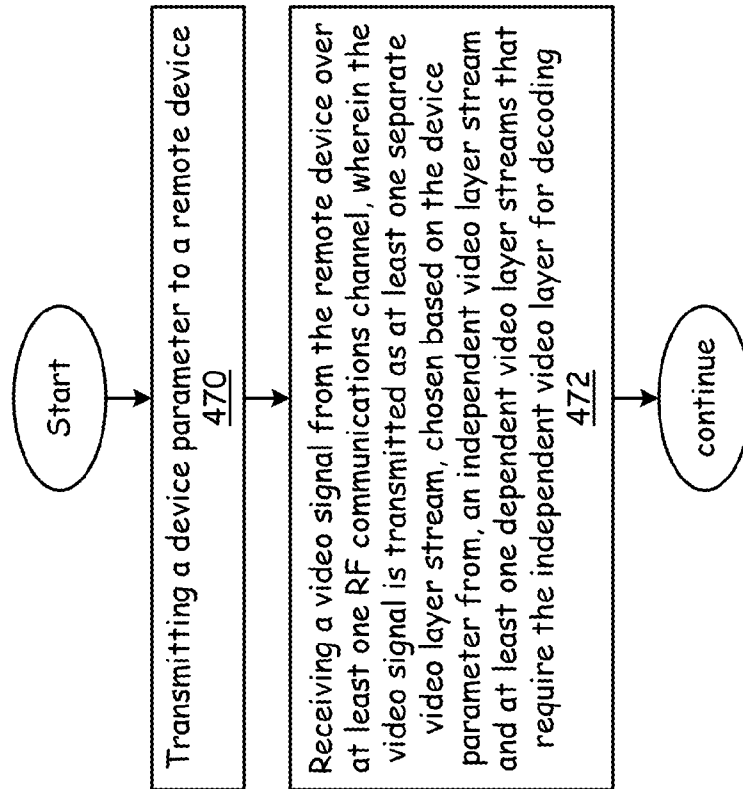 Start
Transmitting a device parameter to a remote device
470
Receiving a video signal from the remote device over
at least one RF communications channel, wherein the
video signal is transmitted as at least one separate
video layer stream, chosen based on the device
parameter from, an independent video layer stream
and at least one dependent video layer streams that
require the independent video layer for decoding
472
continue